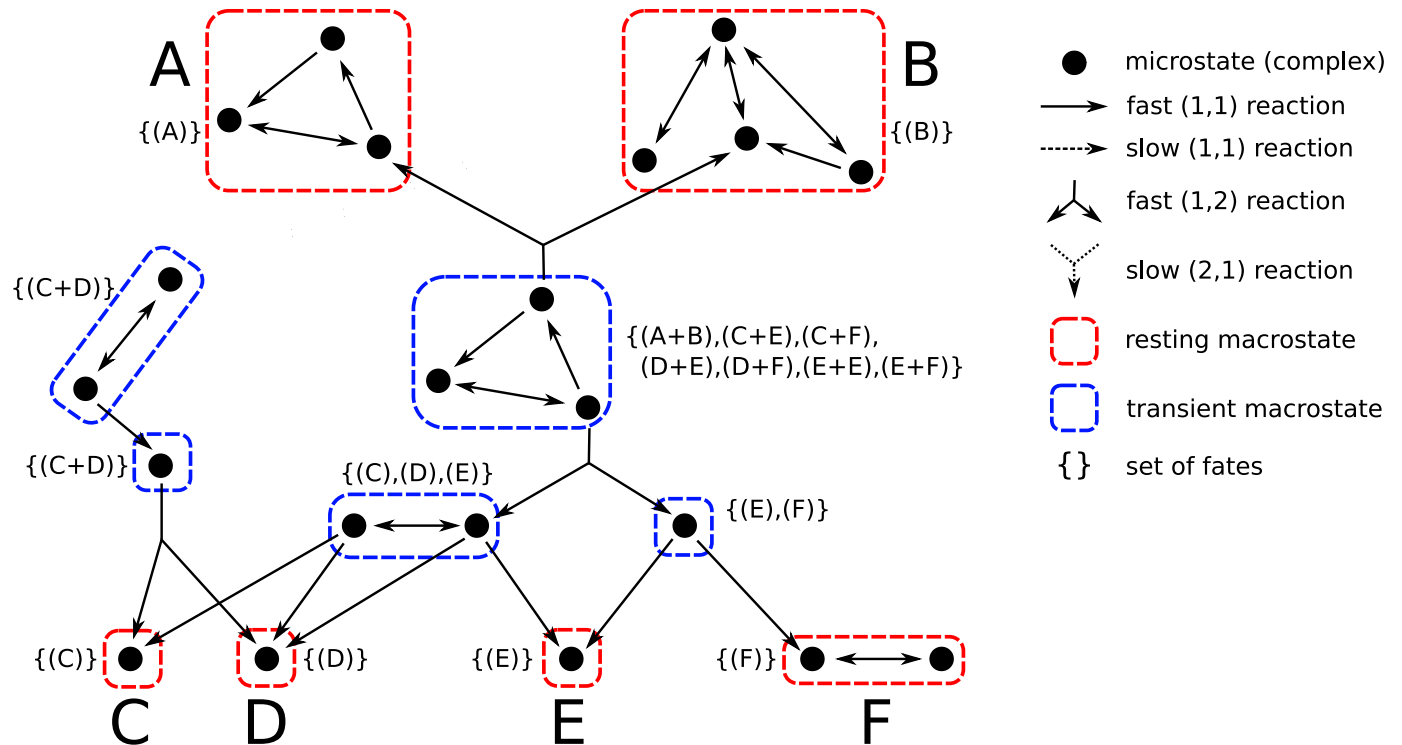 A
B
{(A)}
{(B)}
{(C+D)}
{(A+B),(C+E),(C+F),
(D+E),(D+F),(E+E),(E+F)}
{(C+D)}
{(C),(D),(E)}
{(E),(F)}
{(C)}
{(D)}
{(E)}
{(F)}
C
D
E
F
microstate (complex)
fast (1,1) reaction
slow (1,1) reaction
fast (1,2) reaction
slow (2,1) reaction
resting macrostate
transient macrostate
{} set of fates